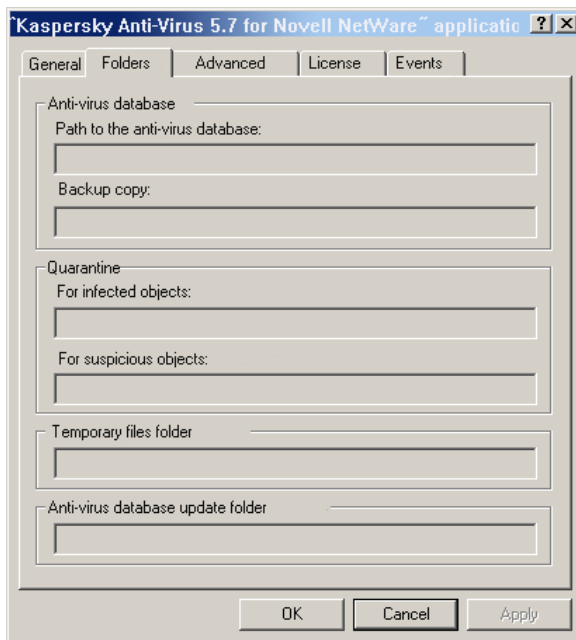 ˝Kaspersky Anti-Virus 5.7 for Novell NetWare˝ applicatio
General
Folders
Advanced
License
Events
Anti-virus database
Path to the anti-virus database:
Backup copy:
Quarantine
For infected objects:
For suspicious objects:
Temporary files folder
Anti-virus database update folder
OK
Cancel
Apply